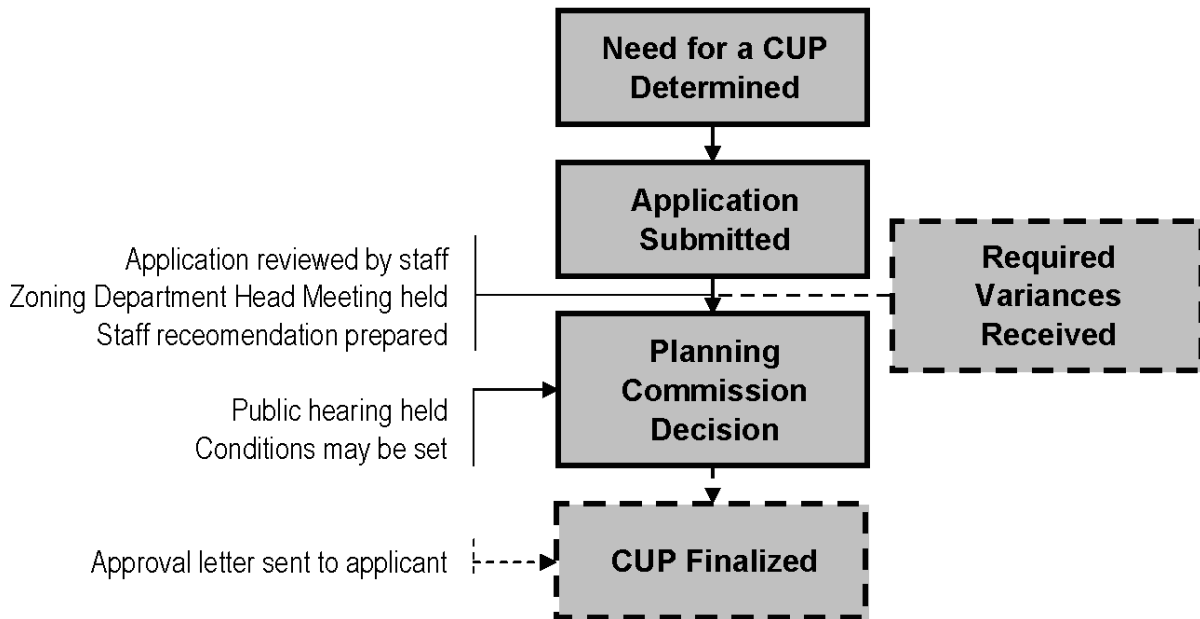 Need for a CUP
Determined
Application
Submitted
Application reviewed by staff
Zoning Department Head Meeting held
Staff receomendation prepared
Required
Variances
Received
Planning
Commission
Decision
Public hearing held
Conditions may be set
Approval letter sent to applicant
CUP Finalized